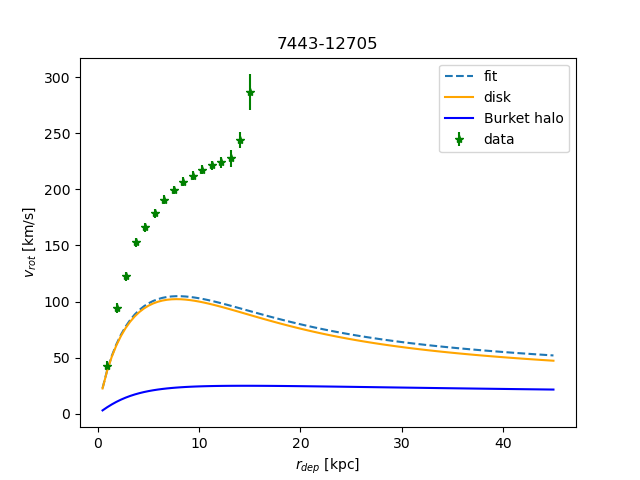 7443-12705
300
250
200
150
100
50
0
v_rot [km/s]
fit
disk
Burket halo
data
0 10 20 30 40
r_dep [kpc]